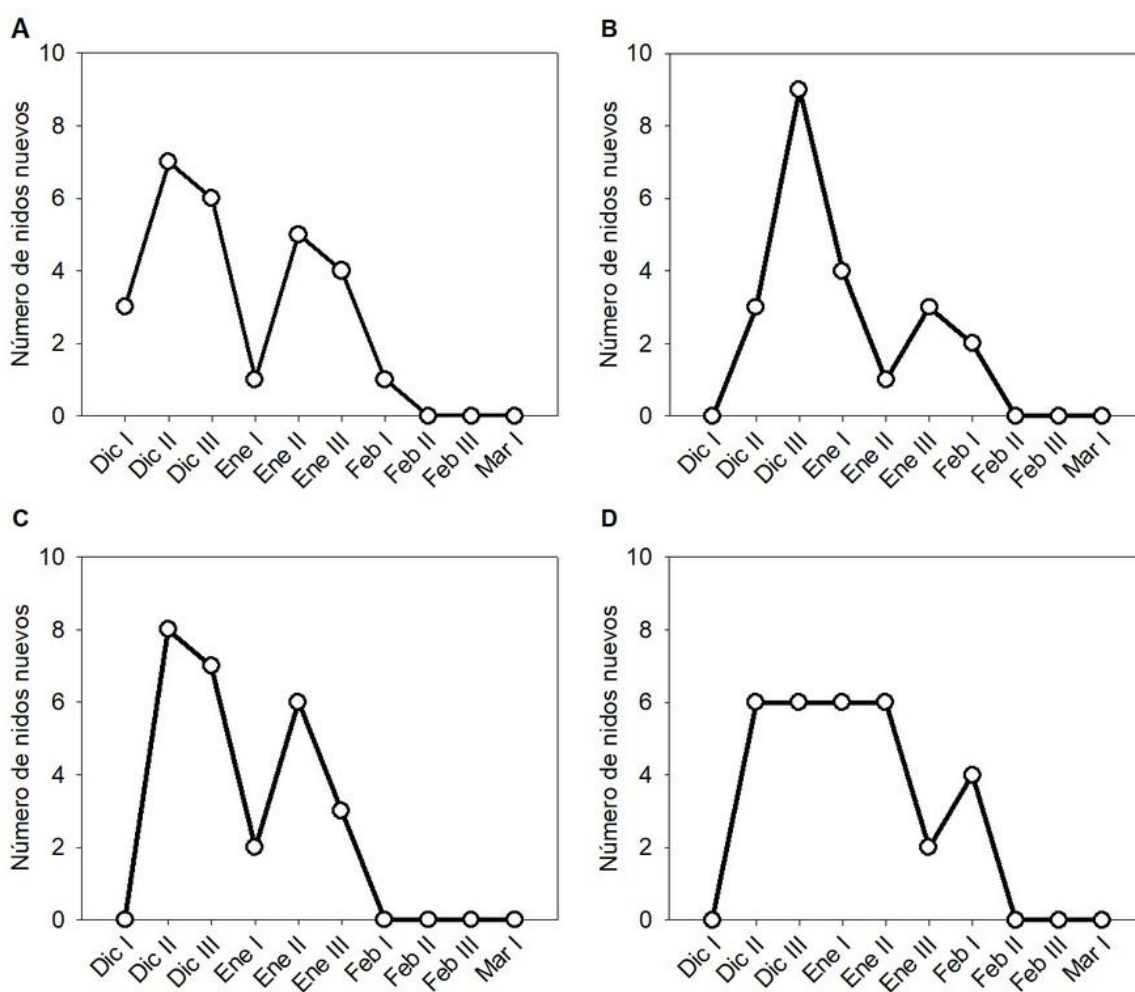 A
Número de nidos nuevos
10
8
6
4
2
0
Dic I
Dic II
Dic III
Ene I
Ene II
Ene III
Feb I
Feb II
Feb III
Mar I
B
Número de nidos nuevos
10
8
6
4
2
0
Dic I
Dic II
Dic III
Ene I
Ene II
Ene III
Feb I
Feb II
Feb III
Mar I
C
Número de nidos nuevos
10
8
6
4
2
0
Dic I
Dic II
Dic III
Ene I
Ene II
Ene III
Feb I
Feb II
Feb III
Mar I
D
Número de nidos nuevos
10
8
6
4
2
0
Dic I
Dic II
Dic III
Ene I
Ene II
Ene III
Feb I
Feb II
Feb III
Mar I